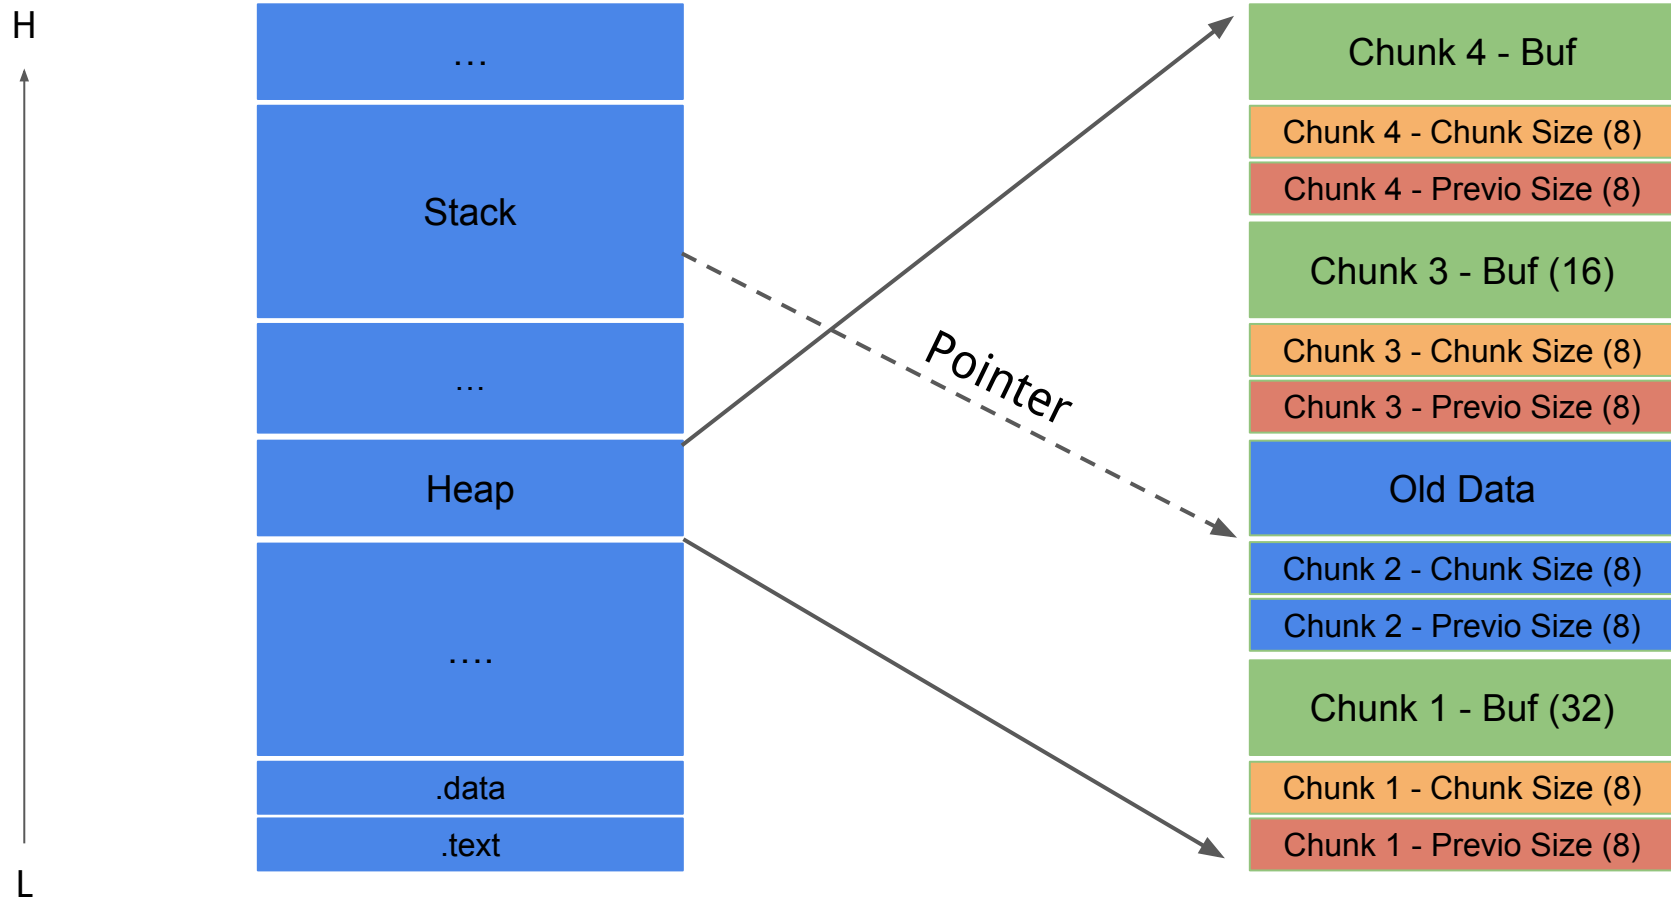 H
L
…
Stack
…
Heap
….
.data
.text
Pointer
Chunk 4 - Buf
Chunk 4 - Chunk Size (8)
Chunk 4 - Previo Size (8)
Chunk 3 - Buf (16)
Chunk 3 - Chunk Size (8)
Chunk 3 - Previo Size (8)
Old Data
Chunk 2 - Chunk Size (8)
Chunk 2 - Previo Size (8)
Chunk 1 - Buf (32)
Chunk 1 - Chunk Size (8)
Chunk 1 - Previo Size (8)